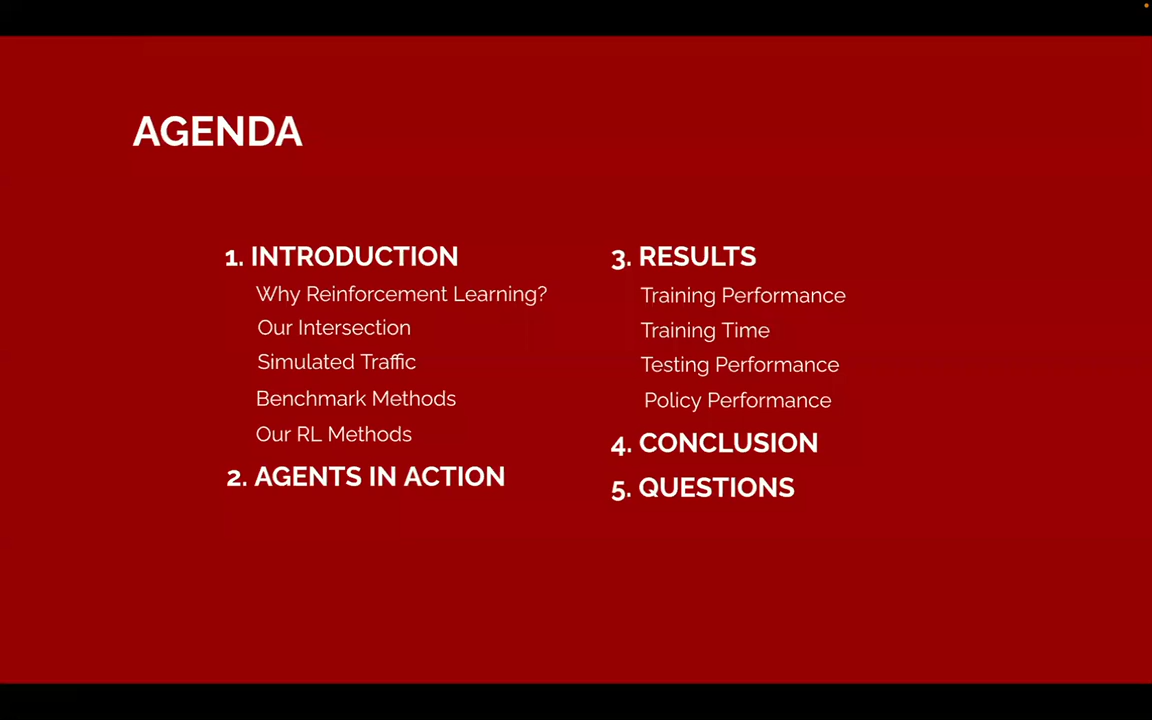 AGENDA
1. INTRODUCTION
Why Reinforcement Learning?
Our Intersection
Simulated Traffic
Benchmark Methods
Our RL Methods
2. AGENTS IN ACTION
3. RESULTS
Training Performance
Training Time
Testing Performance
Policy Performance
4. CONCLUSION
5. QUESTIONS